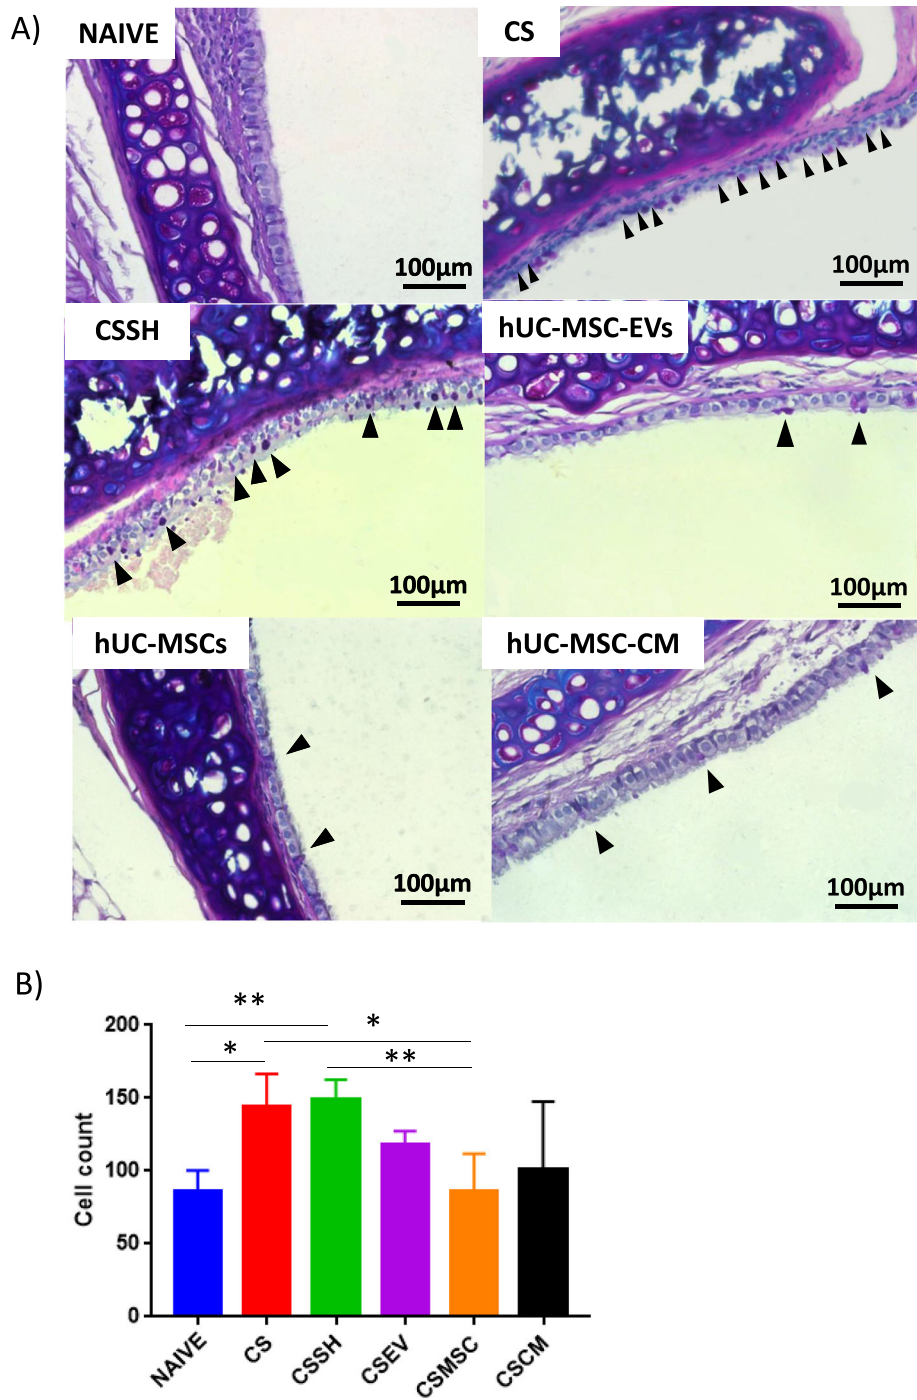 A)
NAIVE
CS
100µm
100µm
CSSH
hUC-MSC-EVs
100µm
100µm
hUC-MSCs
hUC-MSC-CM
100µm
100µm
B)
**
*
*
**
200
150
100
50
0
Cell count
NAIVE
CS
CSSH
CSEV
CSMSC
CSCM